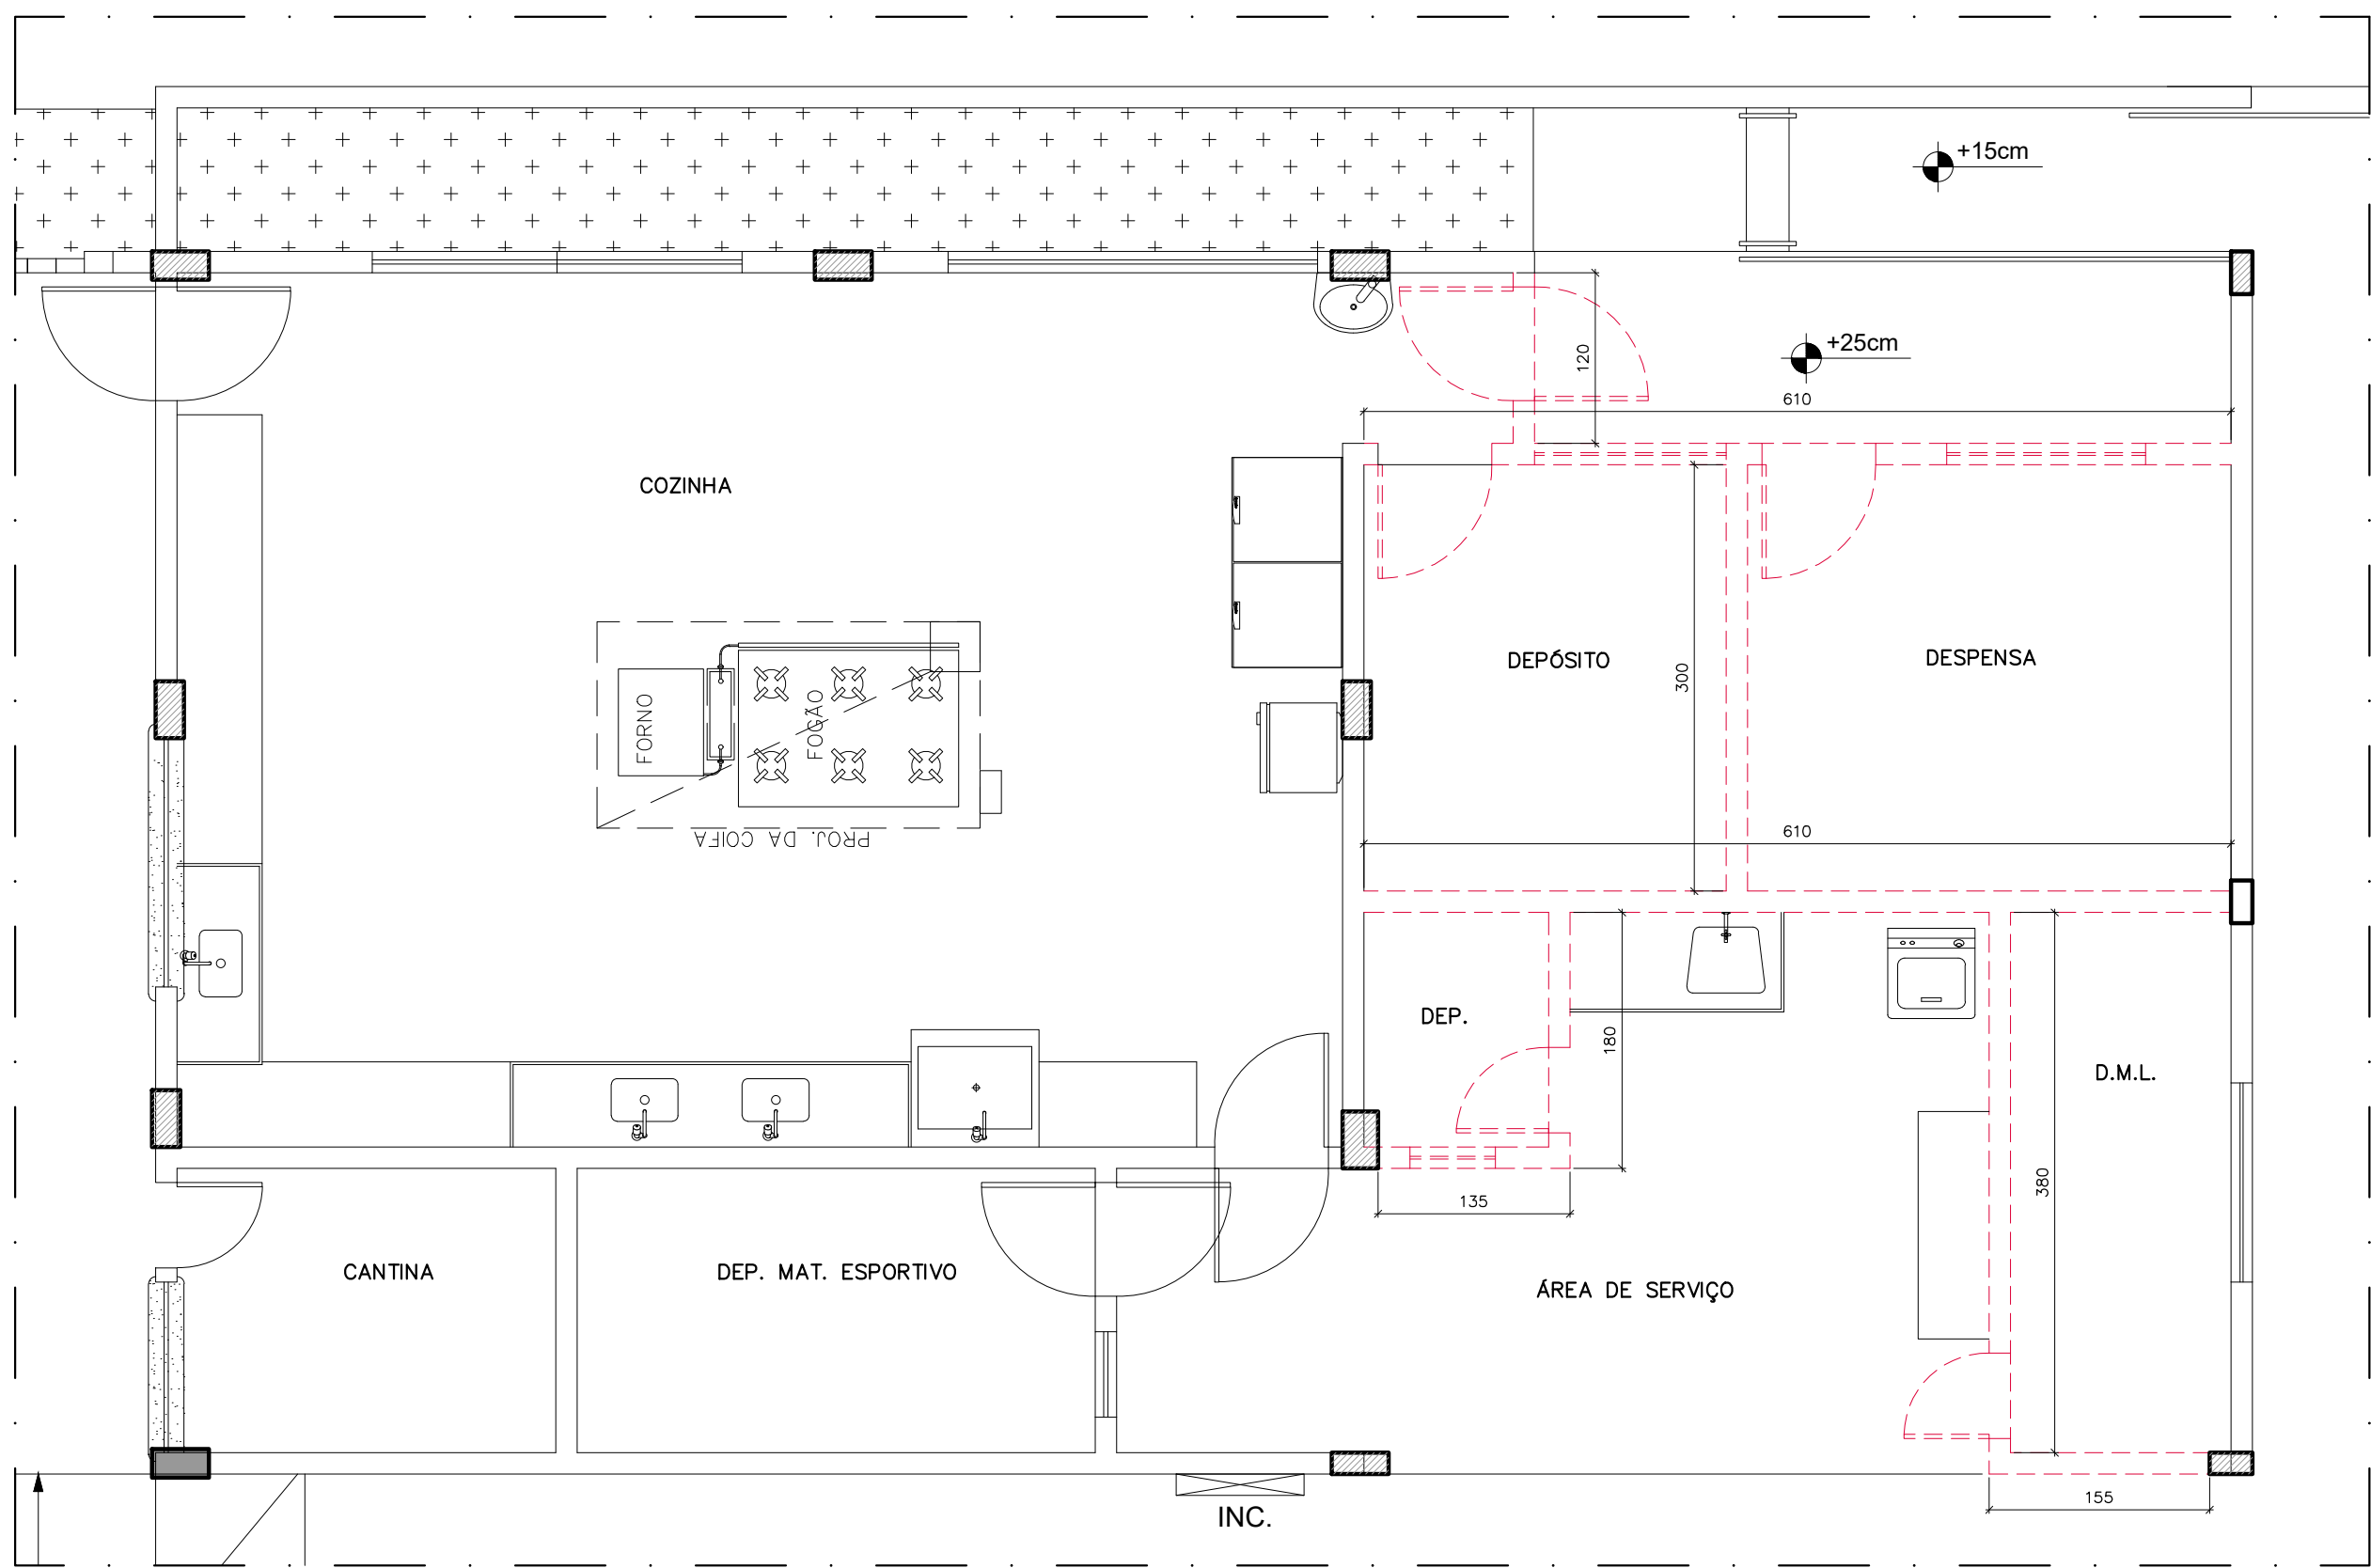 +15cm
+25cm
120
610
COZINHA
DEPÓSITO
DESPENSA
300
FORNO
FOGÃO
PROJ. DA COIFA
610
DEP.
180
D.M.L.
380
135
CANTINA
DEP. MAT. ESPORTIVO
ÁREA DE SERVIÇO
155
INC.